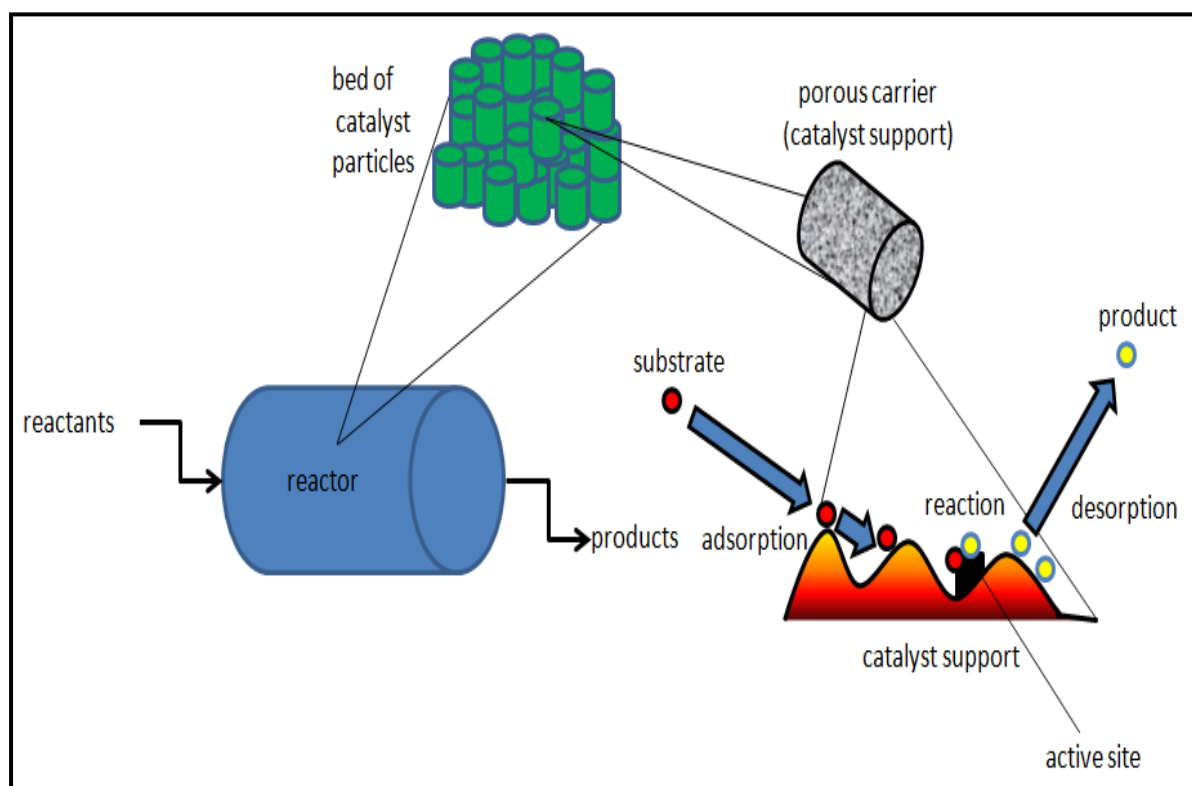 bed of
catalyst
particles
porous carrier
(catalyst support)
product
substrate
reactants
reactor
reaction
desorption
products
adsorption
catalyst support
active site